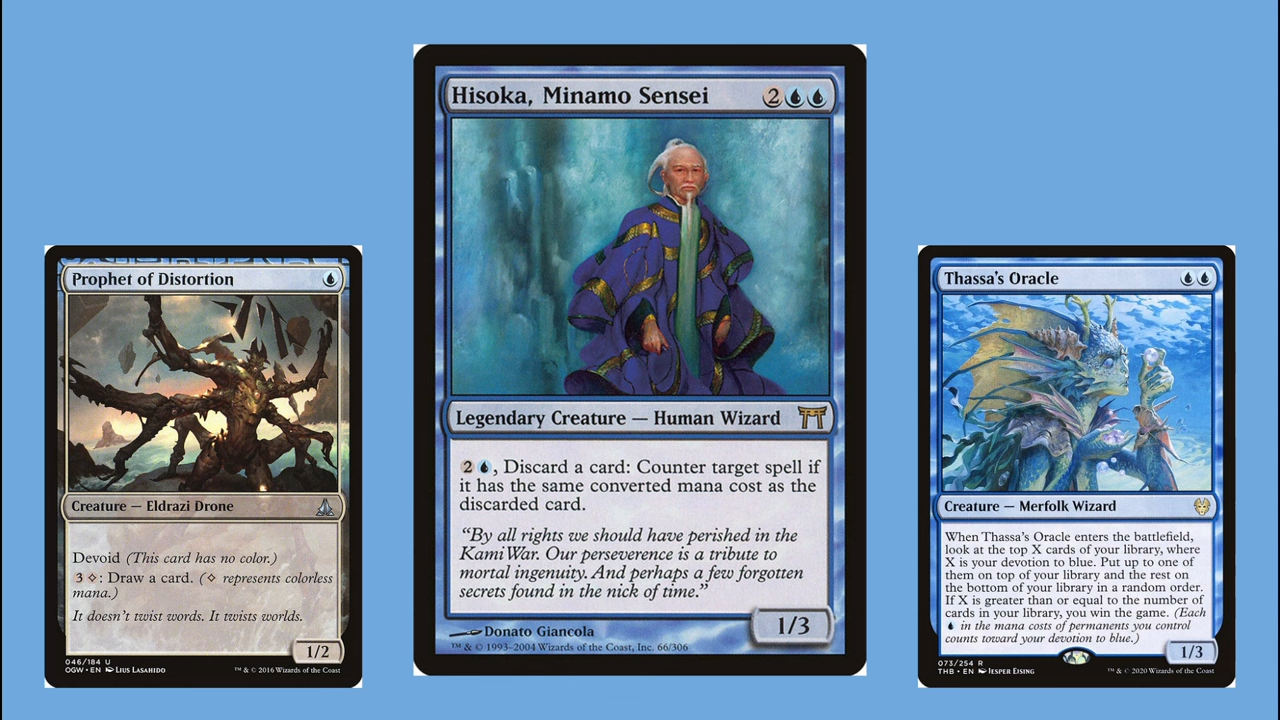 Prophet of Distortion
Creature — Eldrazi Drone
Devoid (This card has no color.)
3◇: Draw a card. (◇ represents colorless
mana.)
It doesn't twist words. It twists worlds.
1/2
046/184 U
OGW • EN Lius Lasahido
™ & © 2016 Wizards of the Coast
Hisoka, Minamo Sensei
2
Legendary Creature — Human Wizard
2, Discard a card: Counter target spell if
it has the same converted mana cost as the
discarded card.
“By all rights we should have perished in the
Kami War. Our perseverence is a tribute to
mortal ingenuity. And perhaps a few forgotten
secrets found in the nick of time.”
1/3
Donato Giancola
™ & © 1993–2004 Wizards of the Coast, Inc. 66/306
Thassa's Oracle
Creature — Merfolk Wizard
When Thassa's Oracle enters the battlefield,
look at the top X cards of your library, where
X is your devotion to blue. Put up to one of
them on top of your library and the rest on
the bottom of your library in a random order.
If X is greater than or equal to the number of
cards in your library, you win the game. (Each
in the mana costs of permanents you control
counts toward your devotion to blue.)
1/3
073/254 R
THB • EN Jesper Eising
™ & © 2020 Wizards of the Coast